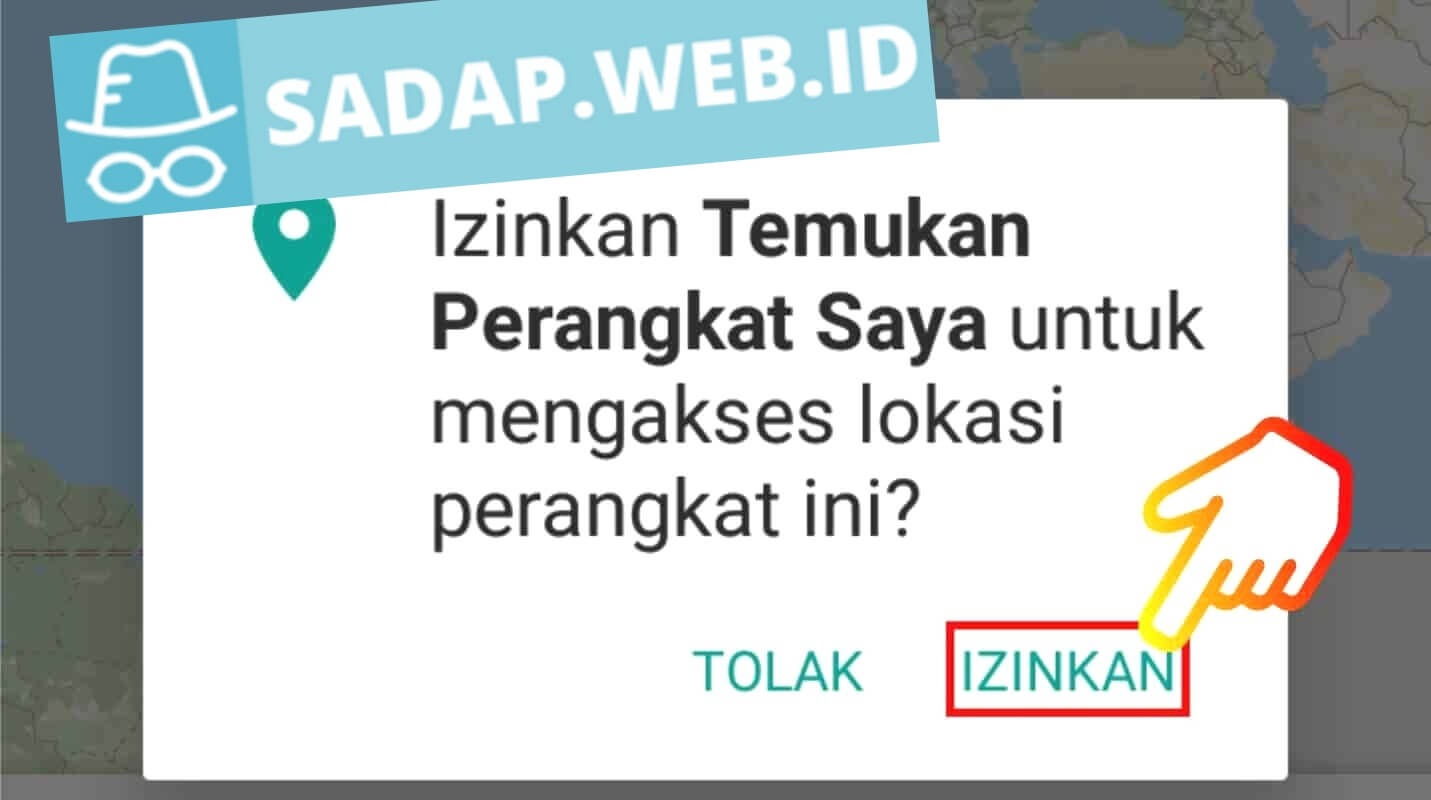 SADAP.WEB.ID
Izinkan Temukan
Perangkat Saya untuk
mengakses lokasi
perangkat ini?
TOLAK IZINKAN